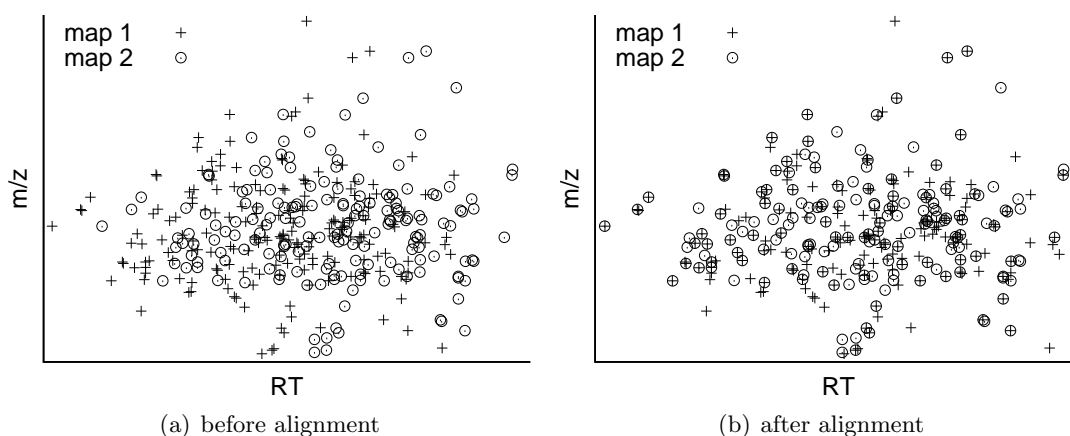 map 1
map 2
m/z
RT
(a) before alignment
map 1
map 2
m/z
RT
(b) after alignment